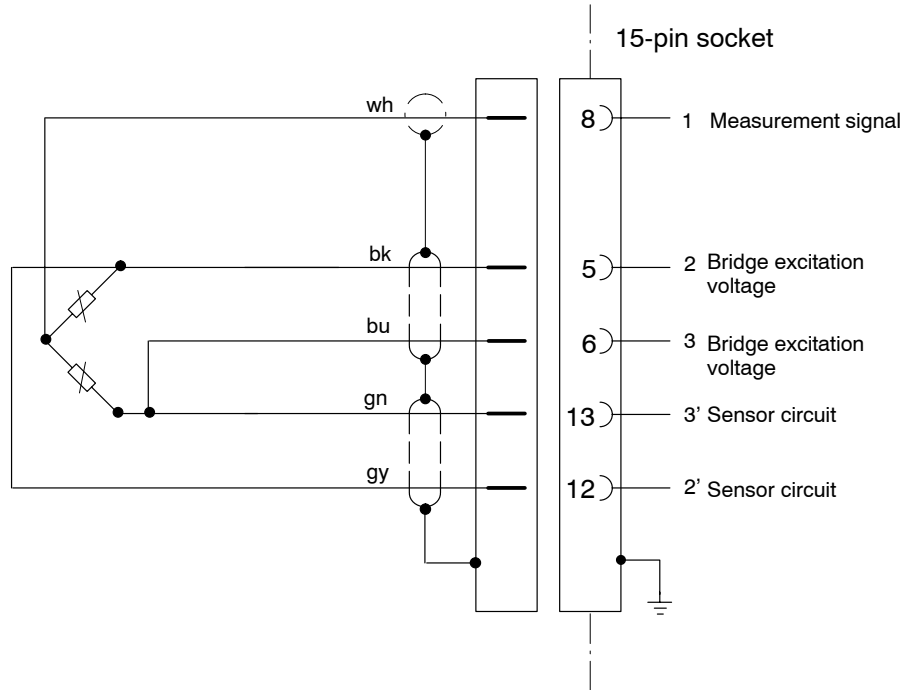 15-pin socket
wh
8
1 Measurement signal
bk
5
2 Bridge excitation
voltage
bu
6
3 Bridge excitation
voltage
gn
13
3' Sensor circuit
gy
12
2' Sensor circuit